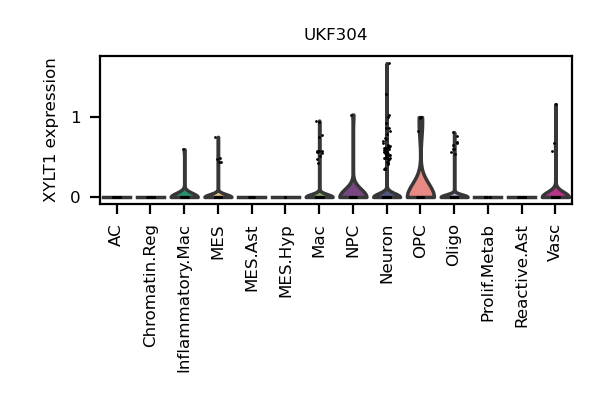 UKF304
XYLT1 expression
1
0
AC
Chromatin.Reg
Inflammatory.Mac
MES
MES.Ast
MES.Hyp
Mac
NPC
Neuron
OPC
Oligo
Prolif.Metab
Reactive.Ast
Vasc